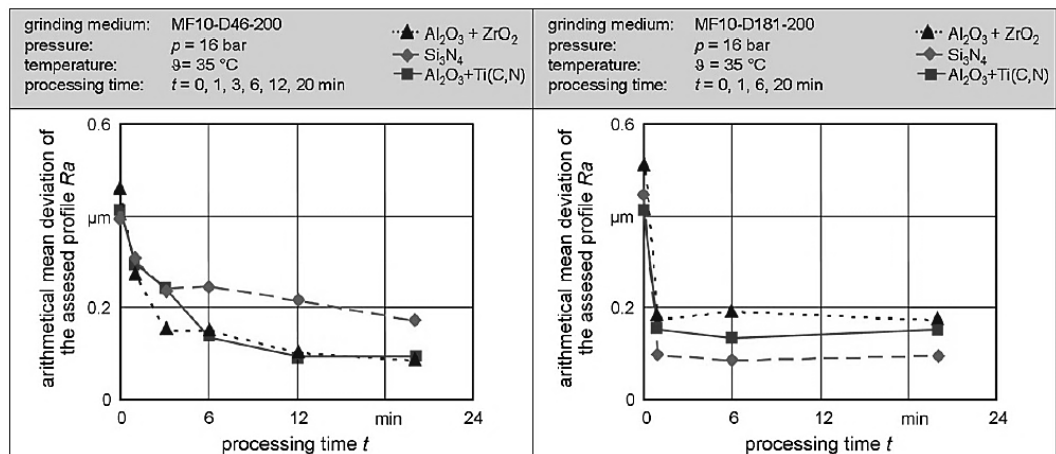 grinding medium: MF10-D46-200
pressure: p = 16 bar
temperature: ϑ= 35 °C
processing time: t = 0, 1, 3, 6, 12, 20 min
Al2O3 + ZrO2
Si3N4
Al2O3+Ti(C,N)
0.6
µm
0.2
0
arithmetical mean deviation of
the assesed profile Ra
0
6
12
min
24
processing time t
grinding medium: MF10-D181-200
pressure: p = 16 bar
temperature: ϑ= 35 °C
processing time: t = 0, 1, 6, 20 min
Al2O3 + ZrO2
Si3N4
Al2O3+Ti(C,N)
0.6
µm
0.2
0
arithmetical mean deviation of
the assesed profile Ra
0
6
12
min
24
processing time t